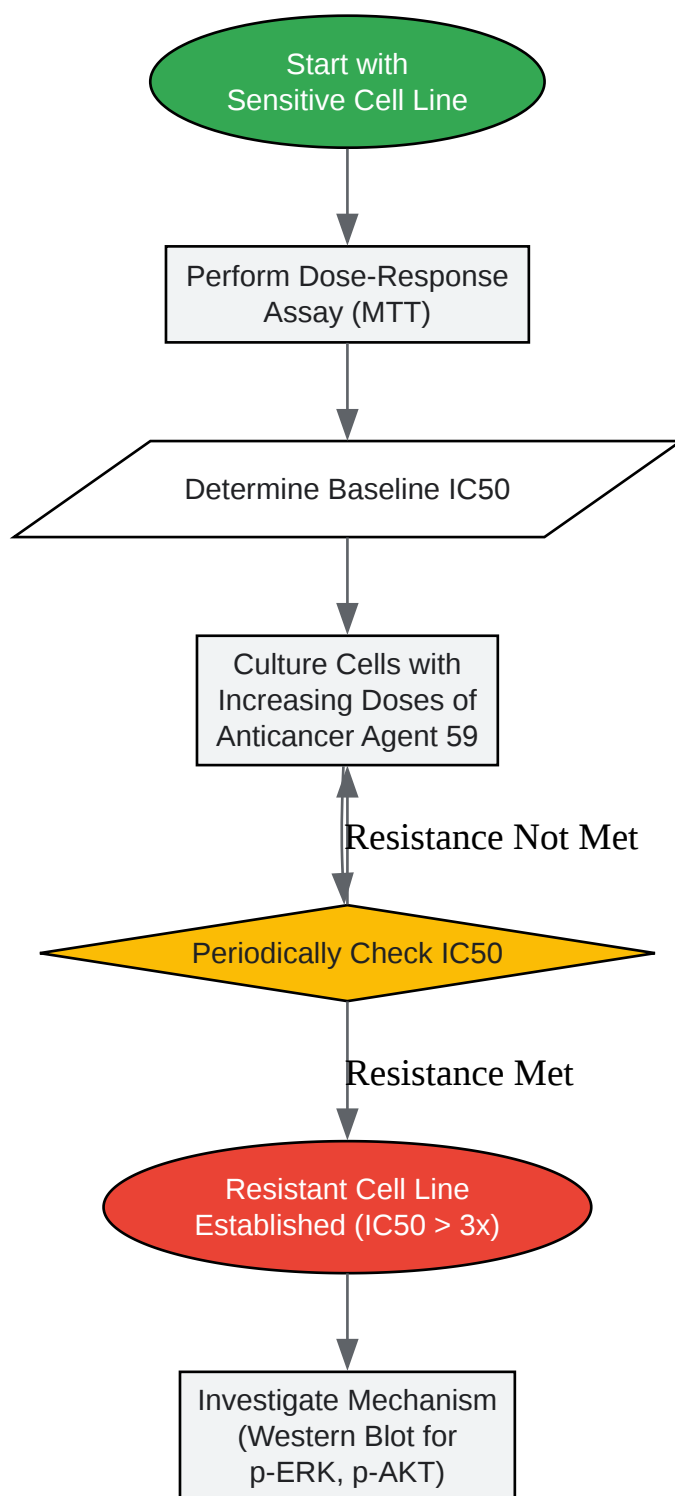 Start with
Sensitive Cell Line
Perform Dose-Response
Assay (MTT)
Determine Baseline IC50
Culture Cells with
Increasing Doses of
Anticancer Agent 59
Resistance Not Met
Periodically Check IC50
Resistance Met
Resistant Cell Line
Established (IC50 > 3x)
Investigate Mechanism
(Western Blot for
p-ERK, p-AKT)